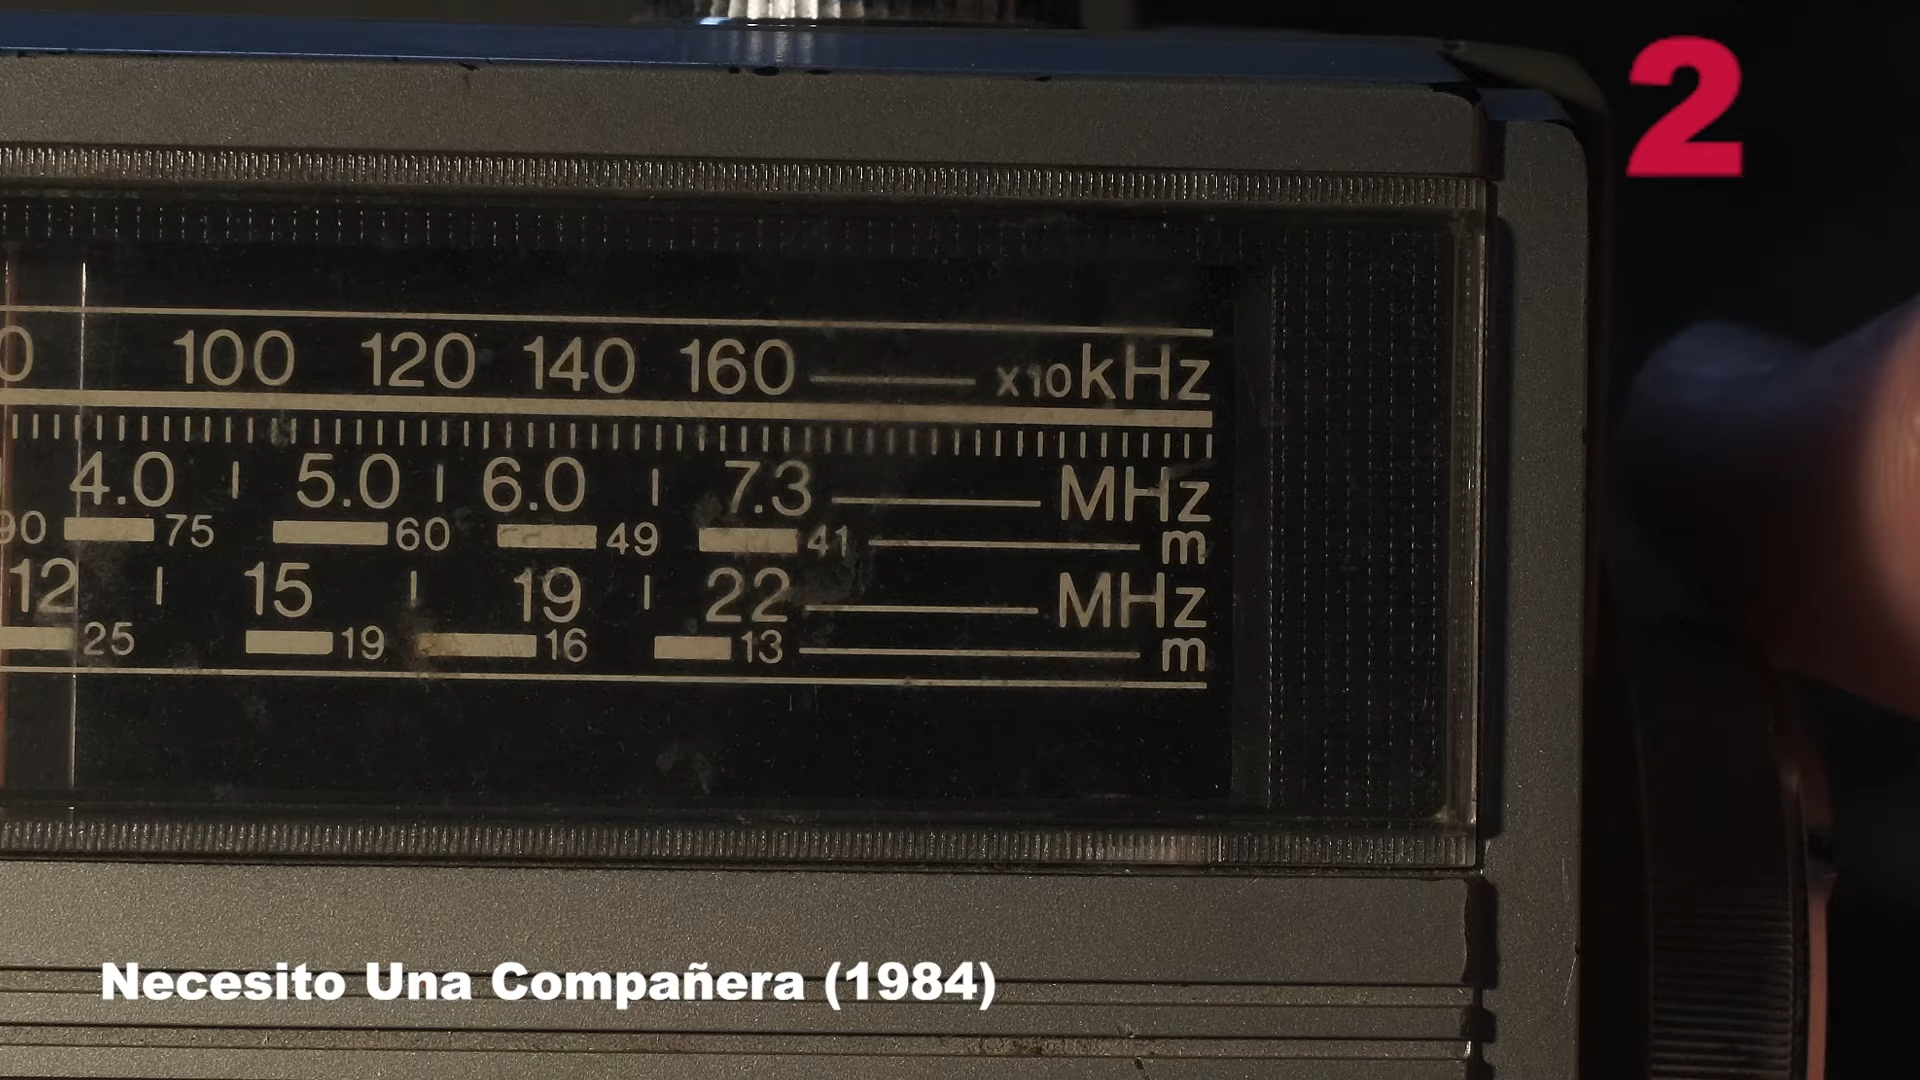 2
0 100 120 140 160 x10kHz
4.0 5.0 6.0 7.3 MHz
90 75 60 49 41 m
12 15 19 22 MHz
25 19 16 13 m
Necesito Una Compañera (1984)